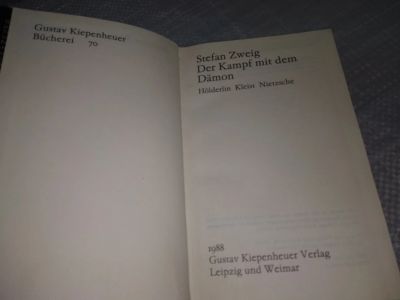 Gustav Kiepenheuer
Bücherei 70
Stefan Zweig
Der Kampf mit dem
Dämon
Hölderlin Kleist Nietzsche
1988
Gustav Kiepenheuer Verlag
Leipzig und Weimar